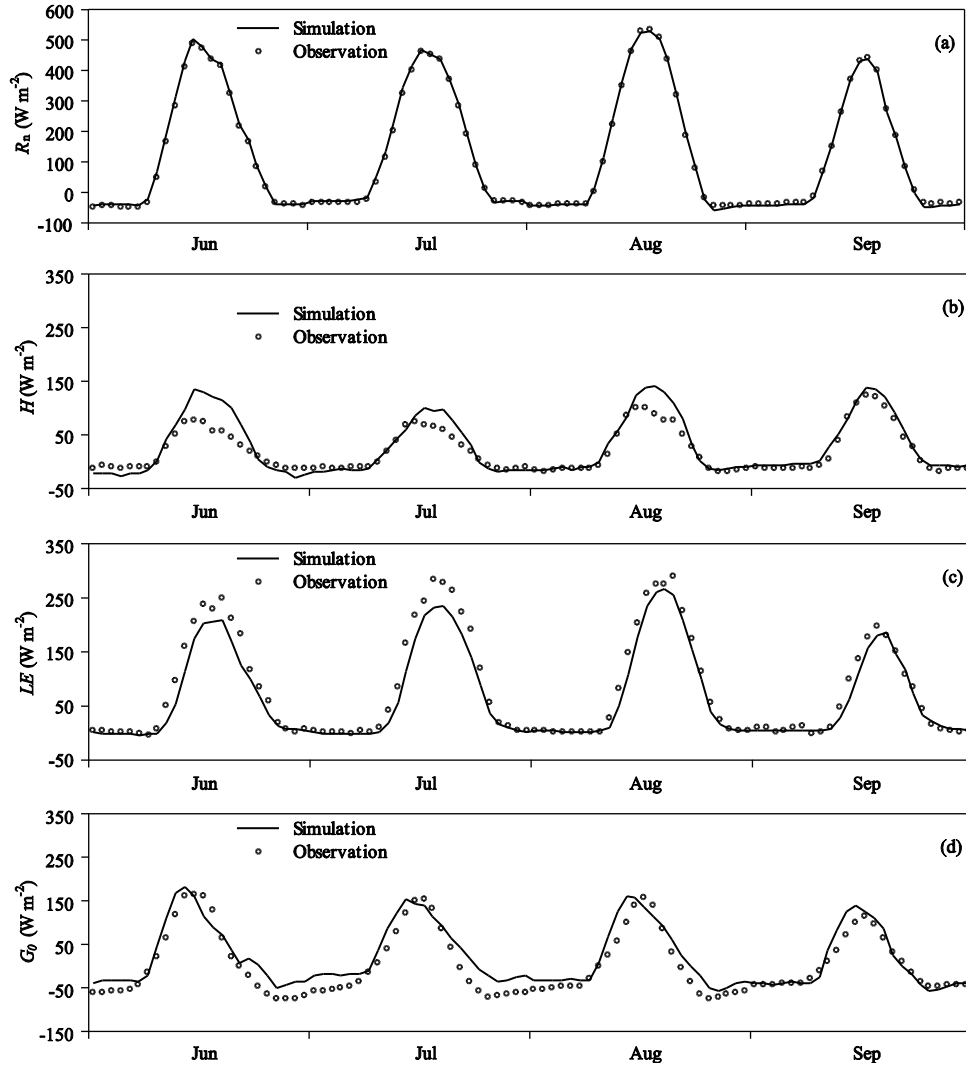 600
500
400
300
200
100
0
-100
Rn (W m-2)
Simulation
Observation
(a)
Jun Jul Aug Sep
350
250
150
50
-50
H (W m-2)
Simulation
Observation
(b)
Jun Jul Aug Sep
350
250
150
50
-50
LE (W m-2)
Simulation
Observation
(c)
Jun Jul Aug Sep
350
250
150
50
-50
-150
G0 (W m-2)
Simulation
Observation
(d)
Jun Jul Aug Sep